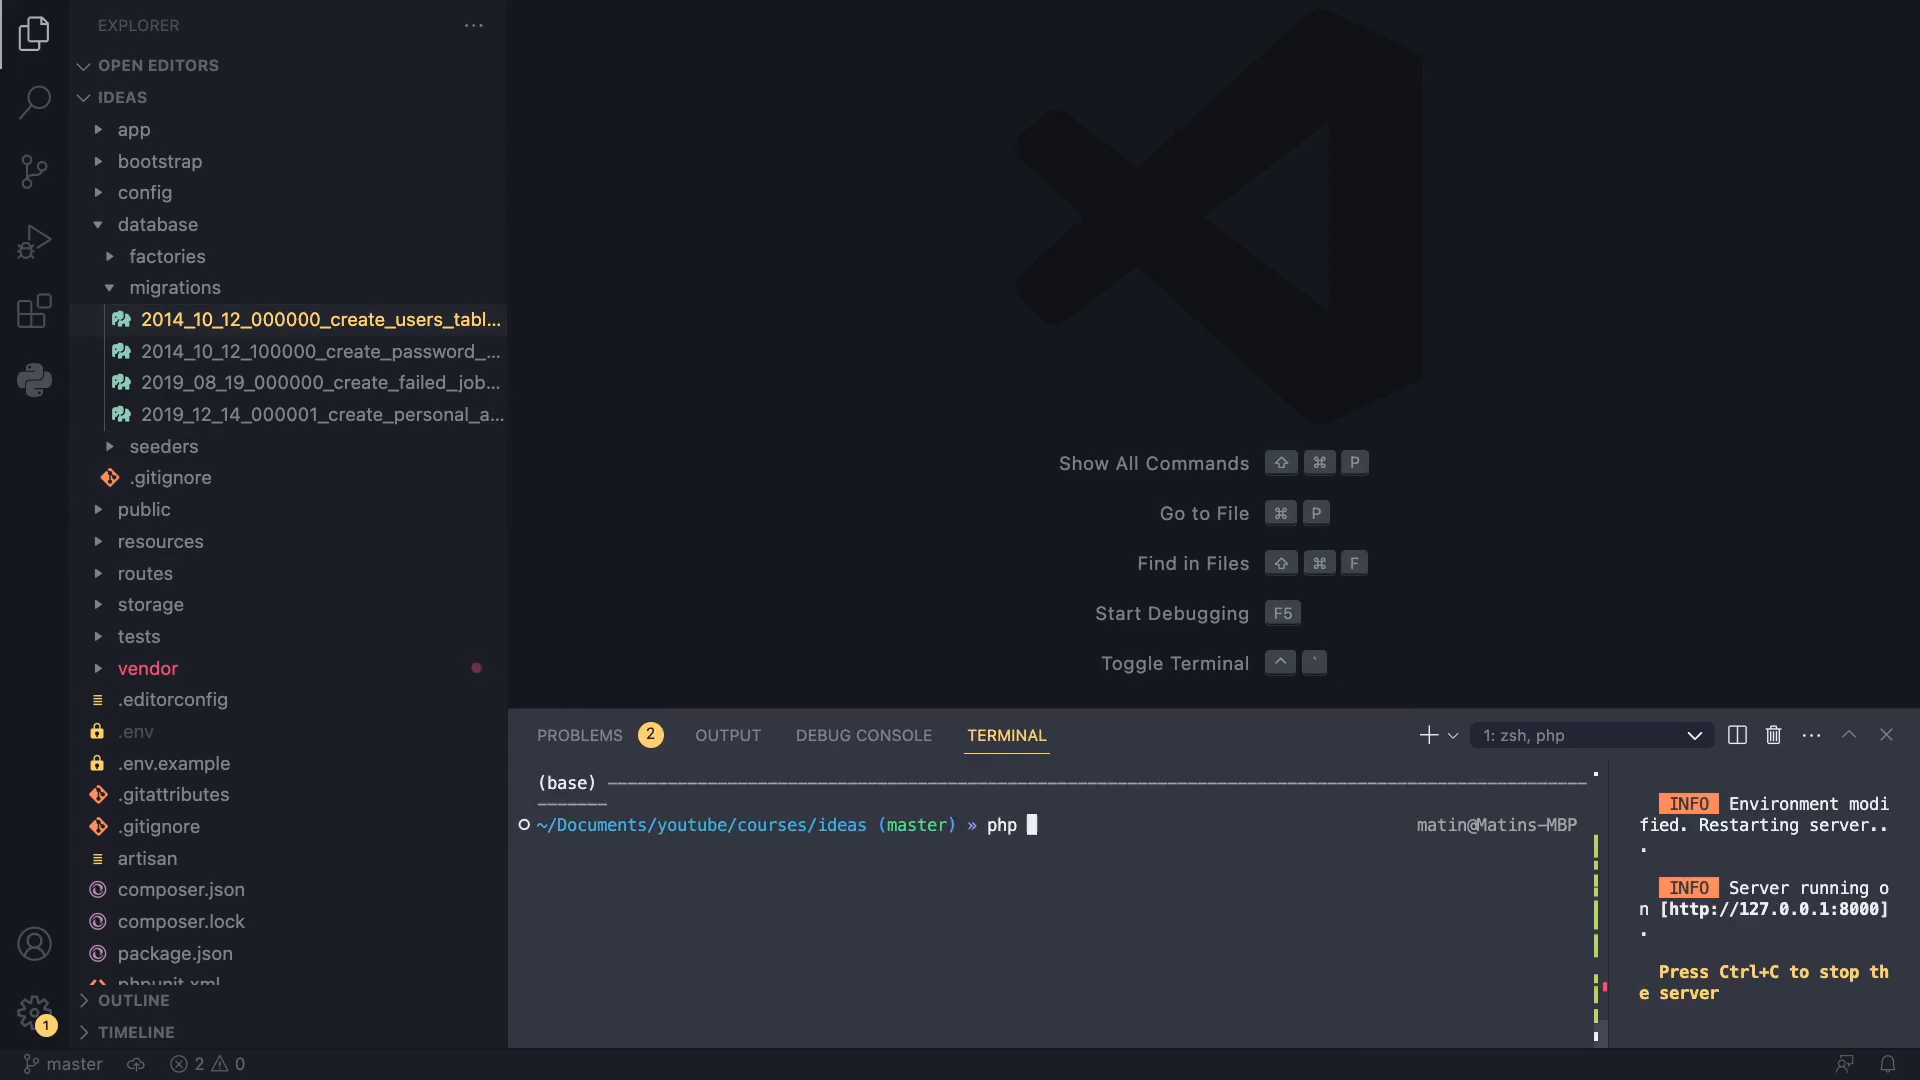 EXPLORER
OPEN EDITORS
IDEAS
app
bootstrap
config
database
factories
migrations
2014_10_12_000000_create_users_tabl...
2014_10_12_100000_create_password_...
2019_08_19_000000_create_failed_job...
2019_12_14_000001_create_personal_a...
seeders
.gitignore
public
resources
routes
storage
tests
vendor
.editorconfig
.env
.env.example
.gitattributes
.gitignore
artisan
composer.json
composer.lock
package.json
phpunit.xml
OUTLINE
TIMELINE
1
master
2
0
Show All Commands ⇧ ⌘ P
Go to File ⌘ P
Find in Files ⇧ ⌘ F
Start Debugging F5
Toggle Terminal ^ `
PROBLEMS 2 OUTPUT DEBUG CONSOLE TERMINAL
1: zsh, php
(base)
~/Documents/youtube/courses/ideas (master) » php
matin@Matins-MBP
INFO Environment modi
fied. Restarting server..
.
INFO Server running o
n [http://127.0.0.1:8000]
.
Press Ctrl+C to stop th
e server